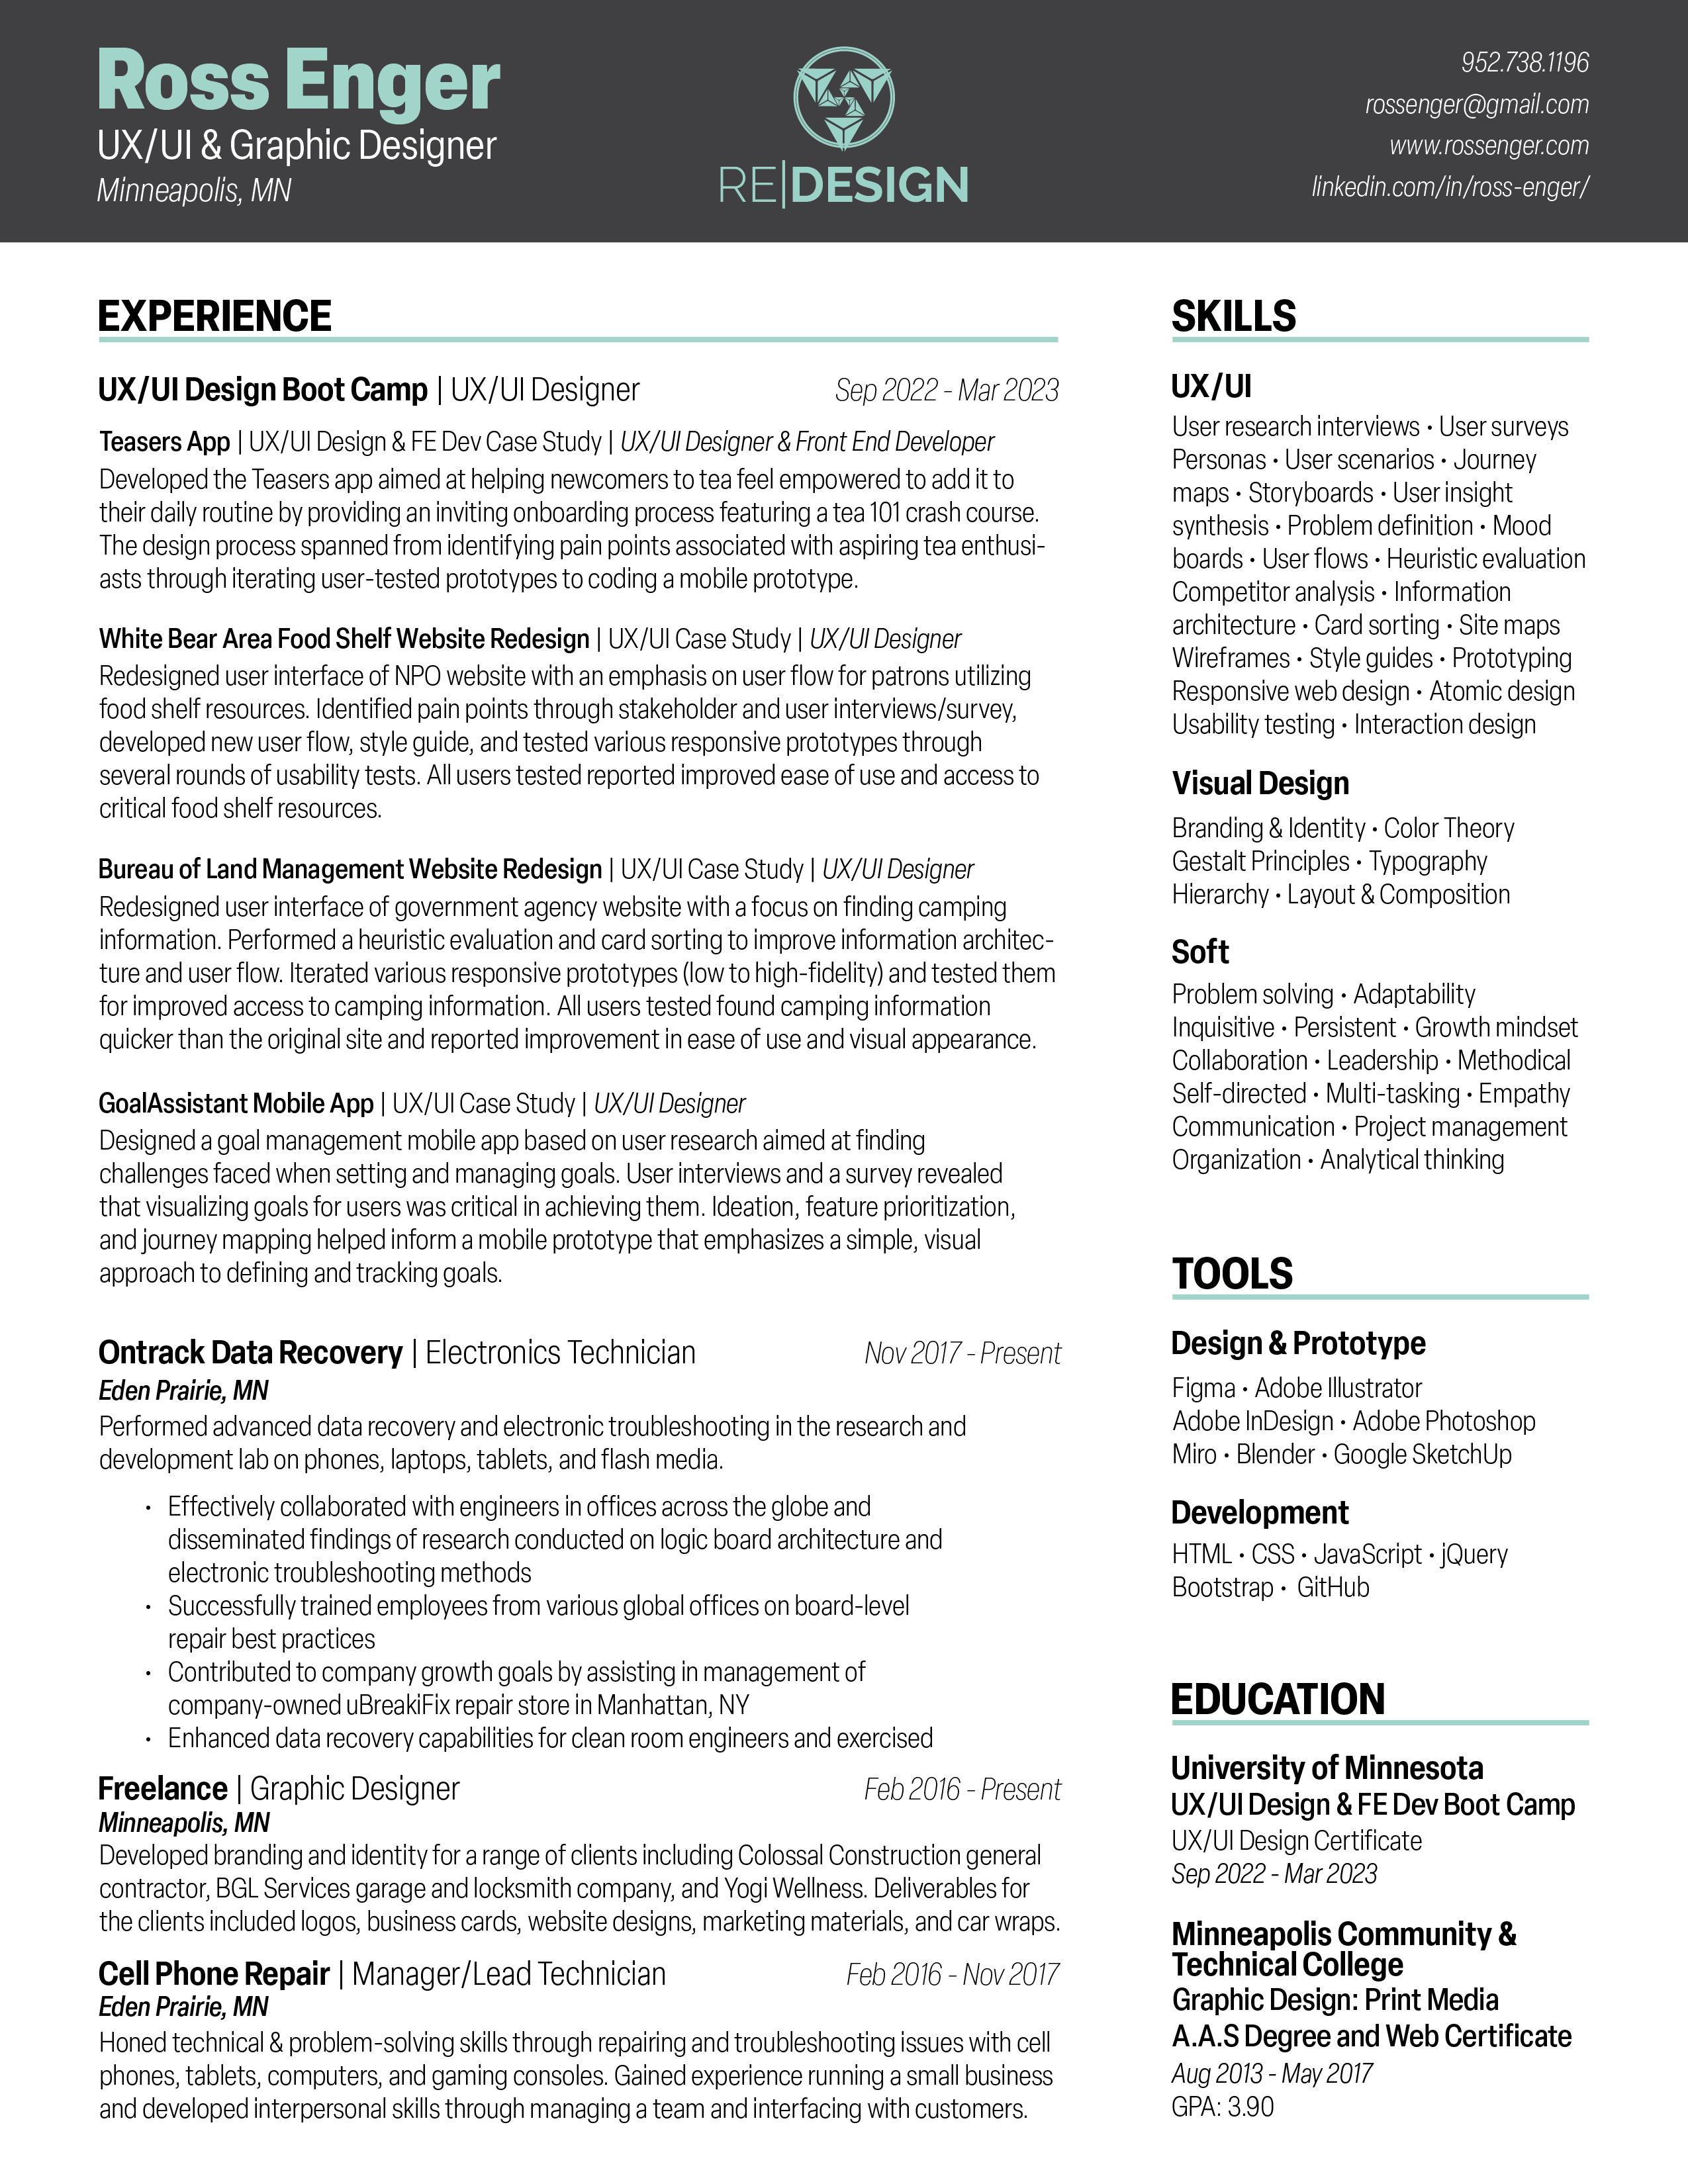 Ross Enger
UX/UI & Graphic Designer
Minneapolis, MN
RE|DESIGN
952.738.1196
rossenger@gmail.com
www.rossenger.com
linkedin.com/in/ross-enger/
EXPERIENCE
UX/UI Design Boot Camp | UX/UI Designer Sep 2022 - Mar 2023
Teasers App | UX/UI Design & FE Dev Case Study | UX/UI Designer & Front End Developer
Developed the Teasers app aimed at helping newcomers to tea feel empowered to add it to
their daily routine by providing an inviting onboarding process featuring a tea 101 crash course.
The design process spanned from identifying pain points associated with aspiring tea enthusi-
asts through iterating user-tested prototypes to coding a mobile prototype.
White Bear Area Food Shelf Website Redesign | UX/UI Case Study | UX/UI Designer
Redesigned user interface of NPO website with an emphasis on user flow for patrons utilizing
food shelf resources. Identified pain points through stakeholder and user interviews/survey,
developed new user flow, style guide, and tested various responsive prototypes through
several rounds of usability tests. All users tested reported improved ease of use and access to
critical food shelf resources.
Bureau of Land Management Website Redesign | UX/UI Case Study | UX/UI Designer
Redesigned user interface of government agency website with a focus on finding camping
information. Performed a heuristic evaluation and card sorting to improve information architec-
ture and user flow. Iterated various responsive prototypes (low to high-fidelity) and tested them
for improved access to camping information. All users tested found camping information
quicker than the original site and reported improvement in ease of use and visual appearance.
GoalAssistant Mobile App | UX/UI Case Study | UX/UI Designer
Designed a goal management mobile app based on user research aimed at finding
challenges faced when setting and managing goals. User interviews and a survey revealed
that visualizing goals for users was critical in achieving them. Ideation, feature prioritization,
and journey mapping helped inform a mobile prototype that emphasizes a simple, visual
approach to defining and tracking goals.
Ontrack Data Recovery | Electronics Technician Nov 2017 - Present
Eden Prairie, MN
Performed advanced data recovery and electronic troubleshooting in the research and
development lab on phones, laptops, tablets, and flash media.
• Effectively collaborated with engineers in offices across the globe and
disseminated findings of research conducted on logic board architecture and
electronic troubleshooting methods
• Successfully trained employees from various global offices on board-level
repair best practices
• Contributed to company growth goals by assisting in management of
company-owned uBreakiFix repair store in Manhattan, NY
• Enhanced data recovery capabilities for clean room engineers and exercised
Freelance | Graphic Designer Feb 2016 - Present
Minneapolis, MN
Developed branding and identity for a range of clients including Colossal Construction general
contractor, BGL Services garage and locksmith company, and Yogi Wellness. Deliverables for
the clients included logos, business cards, website designs, marketing materials, and car wraps.
Cell Phone Repair | Manager/Lead Technician Feb 2016 - Nov 2017
Eden Prairie, MN
Honed technical & problem-solving skills through repairing and troubleshooting issues with cell
phones, tablets, computers, and gaming consoles. Gained experience running a small business
and developed interpersonal skills through managing a team and interfacing with customers.
SKILLS
UX/UI
User research interviews • User surveys
Personas • User scenarios • Journey
maps • Storyboards • User insight
synthesis • Problem definition • Mood
boards • User flows • Heuristic evaluation
Competitor analysis • Information
architecture • Card sorting • Site maps
Wireframes • Style guides • Prototyping
Responsive web design • Atomic design
Usability testing • Interaction design
Visual Design
Branding & Identity • Color Theory
Gestalt Principles • Typography
Hierarchy • Layout & Composition
Soft
Problem solving • Adaptability
Inquisitive • Persistent • Growth mindset
Collaboration • Leadership • Methodical
Self-directed • Multi-tasking • Empathy
Communication • Project management
Organization • Analytical thinking
TOOLS
Design & Prototype
Figma • Adobe Illustrator
Adobe InDesign • Adobe Photoshop
Miro • Blender • Google SketchUp
Development
HTML • CSS • JavaScript • jQuery
Bootstrap • GitHub
EDUCATION
University of Minnesota
UX/UI Design & FE Dev Boot Camp
UX/UI Design Certificate
Sep 2022 - Mar 2023
Minneapolis Community &
Technical College
Graphic Design: Print Media
A.A.S Degree and Web Certificate
Aug 2013 - May 2017
GPA: 3.90